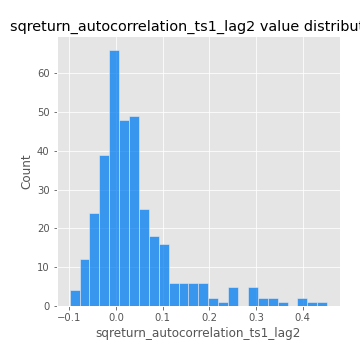 sqreturn_autocorrelation_ts1_lag2 value distribut
60
50
40
30
20
10
0
Count
−0.1 0.0 0.1 0.2 0.3 0.4
sqreturn_autocorrelation_ts1_lag2